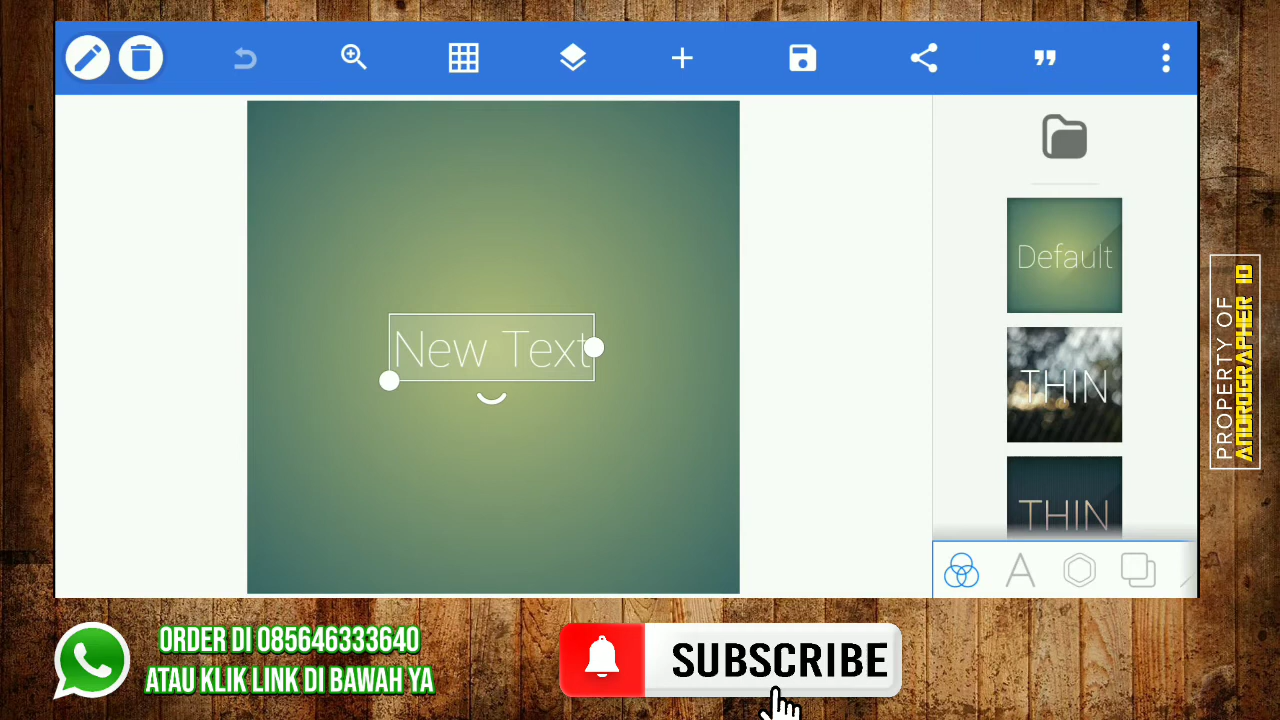 New Text
Default
THIN
THIN
PROPERTY OF
ANDROGRAPHER ID
ORDER DI 085646333640
ATAU KLIK LINK DI BAWAH YA
SUBSCRIBE